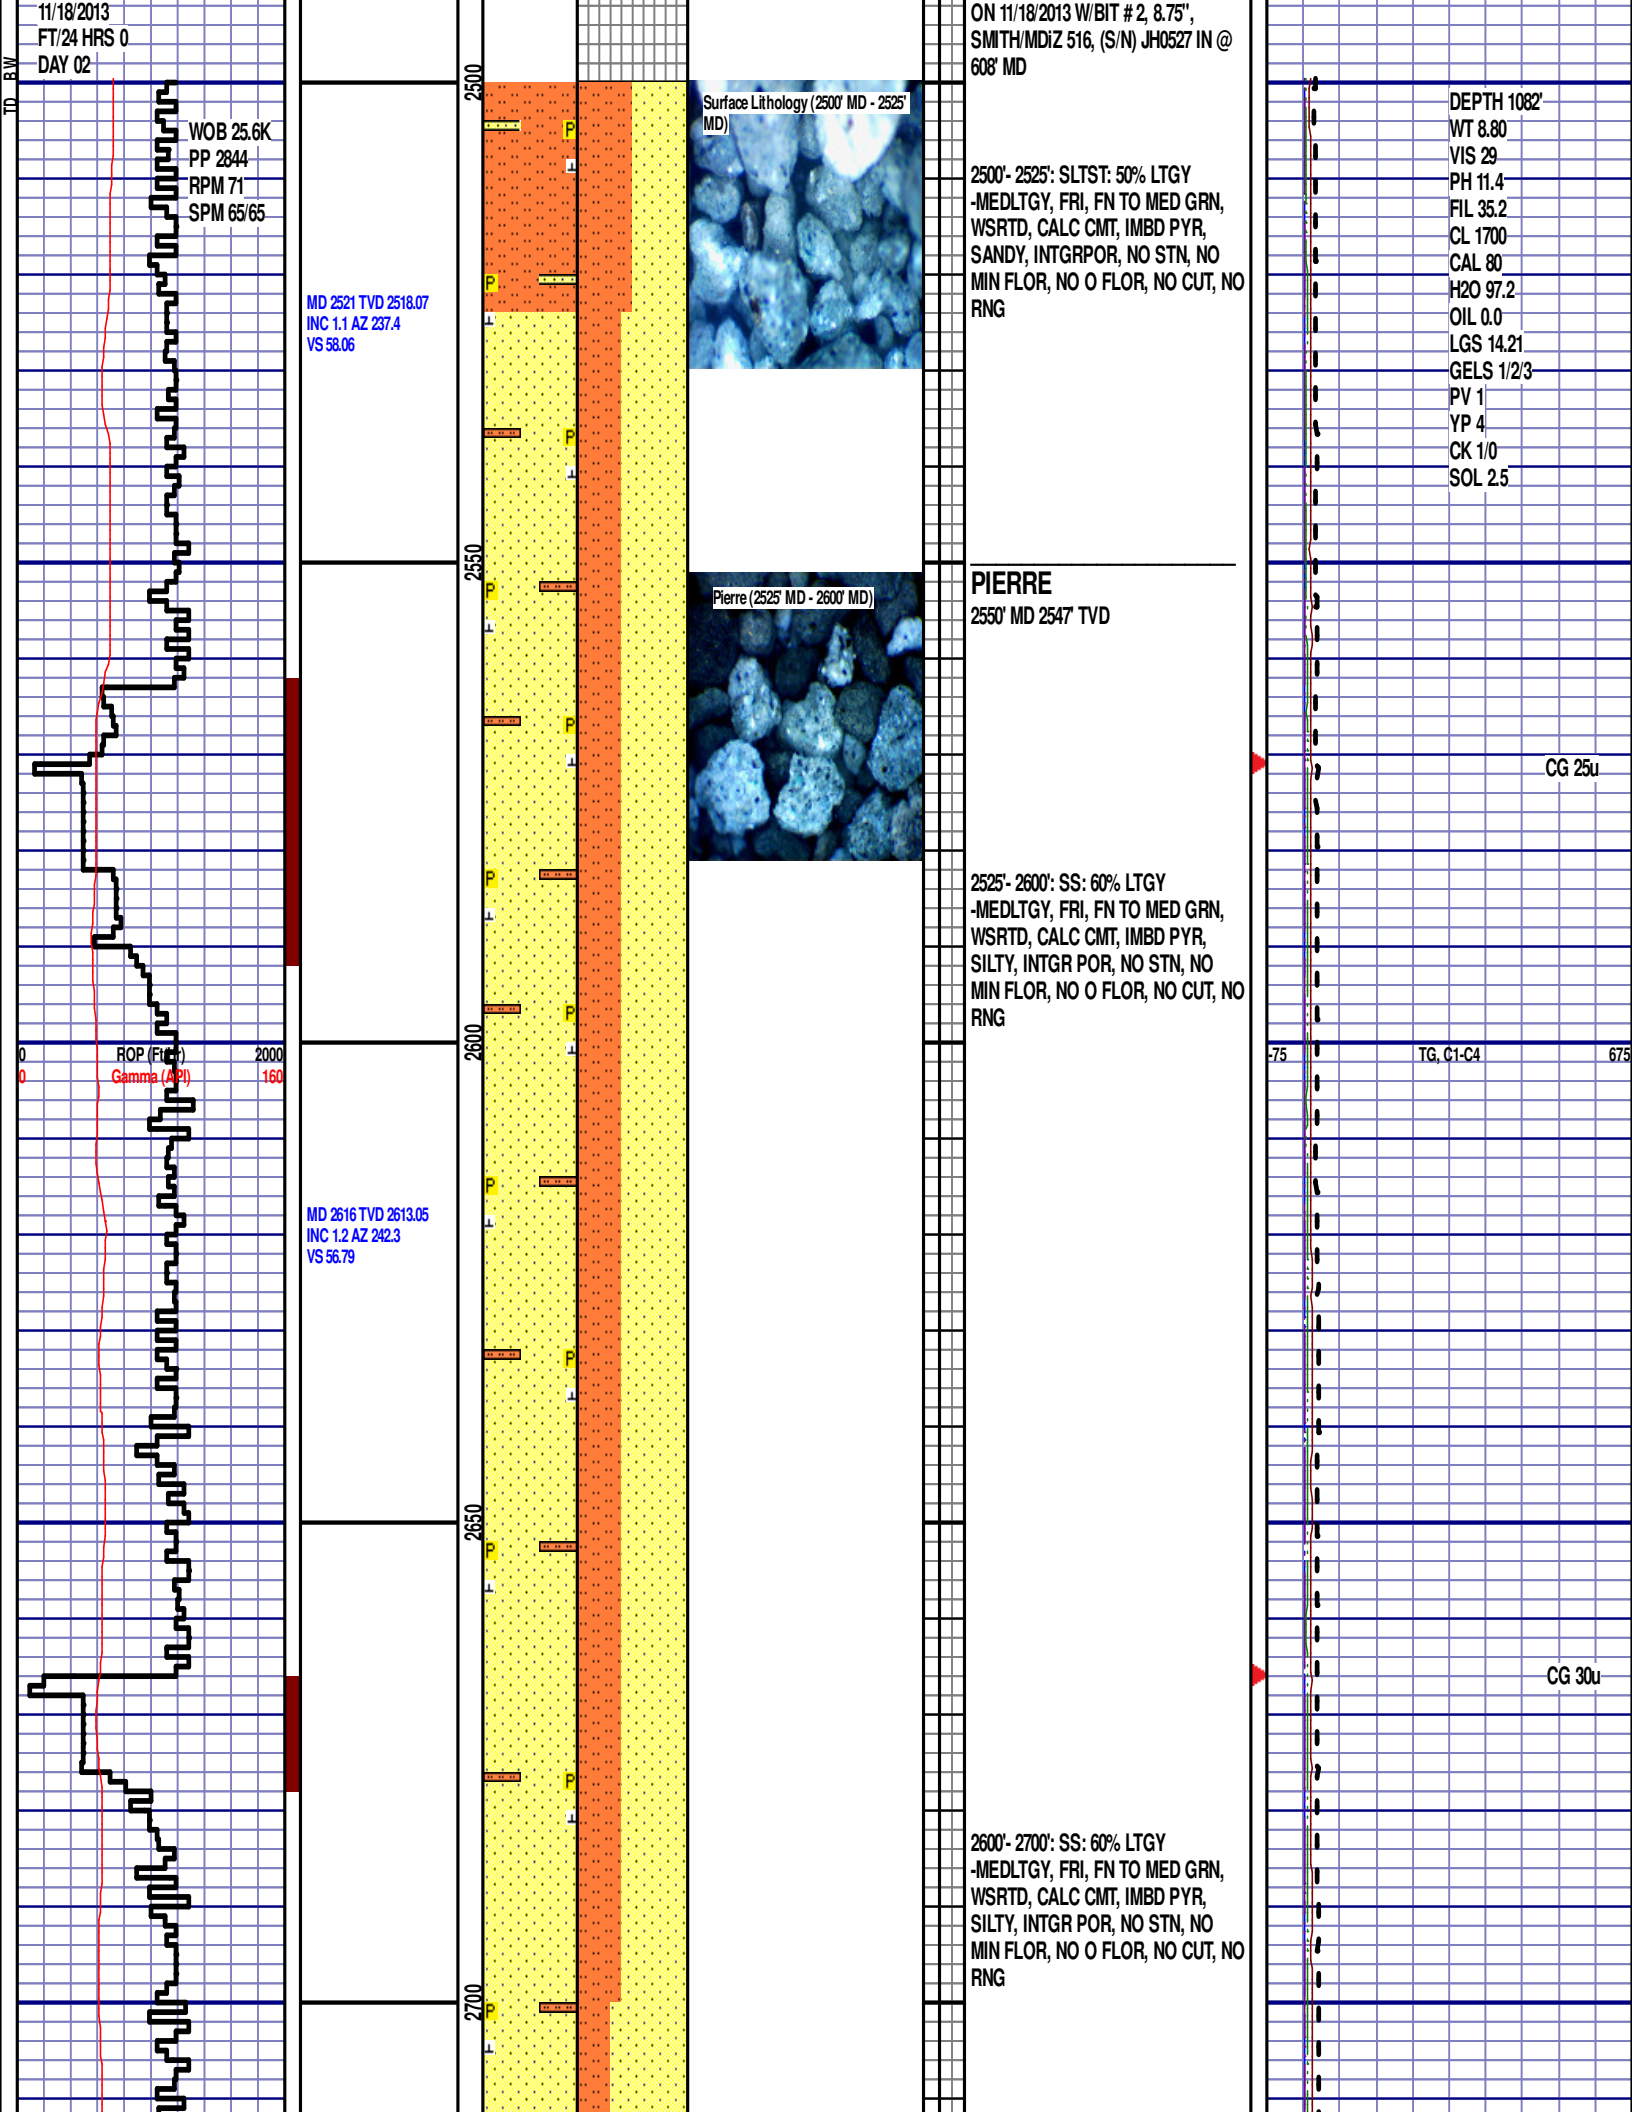 11/18/2013
FT/24 HRS 0
DAY 02
BW
TD
WOB 25.6K
PP 2844
RPM 71
SPM 65/65
MD 2521 TVD 2518.07
INC 1.1 AZ 237.4
VS 58.06
2500
P
P
P
Surface Lithology (2500' MD - 2525'
MD)
ON 11/18/2013 W/BIT # 2, 8.75",
SMITH/MDiZ 516, (S/N) JH0527 IN @
608' MD
2500'- 2525': SLTST: 50% LTGY
-MEDLTGY, FRI, FN TO MED GRN,
WSRTD, CALC CMT, IMBD PYR,
SANDY, INTGRPOR, NO STN, NO
MIN FLOR, NO O FLOR, NO CUT, NO
RNG
DEPTH 1082'
WT 8.80
VIS 29
PH 11.4
FIL 35.2
CL 1700
CAL 80
H2O 97.2
OIL 0.0
LGS 14.21
GELS 1/2/3
PV 1
YP 4
CK 1/0
SOL 2.5
2550
P
P
P
P
Pierre (2525' MD - 2600' MD)
PIERRE
2550' MD 2547' TVD
CG 25u
2525'- 2600': SS: 60% LTGY
-MEDLTGY, FRI, FN TO MED GRN,
WSRTD, CALC CMT, IMBD PYR,
SILTY, INTGR POR, NO STN, NO
MIN FLOR, NO O FLOR, NO CUT, NO
RNG
2600
0 ROP (Ft/Hr) 2000
0 Gamma (API) 160
-75 TG, C1-C4 675
MD 2616 TVD 2613.05
INC 1.2 AZ 242.3
VS 56.79
P
P
2650
P
P
CG 30u
2600'- 2700': SS: 60% LTGY
-MEDLTGY, FRI, FN TO MED GRN,
WSRTD, CALC CMT, IMBD PYR,
SILTY, INTGR POR, NO STN, NO
MIN FLOR, NO O FLOR, NO CUT, NO
RNG
2700
P